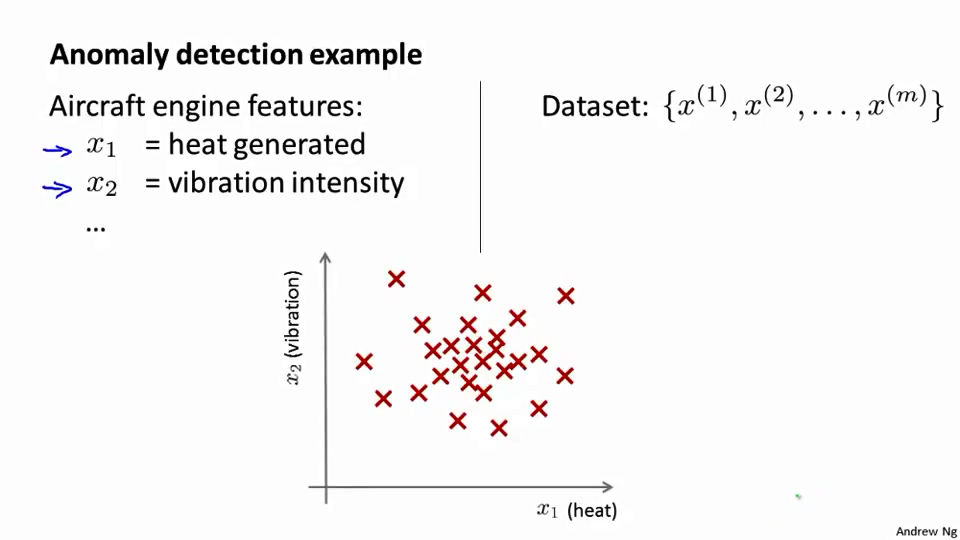 Anomaly detection example
Aircraft engine features:
→ x₁ = heat generated
→ x₂ = vibration intensity
...
Dataset: {x⁽¹⁾, x⁽²⁾, . . . , x⁽ᵐ⁾}
x₂ (vibration)
x₁ (heat)
Andrew Ng